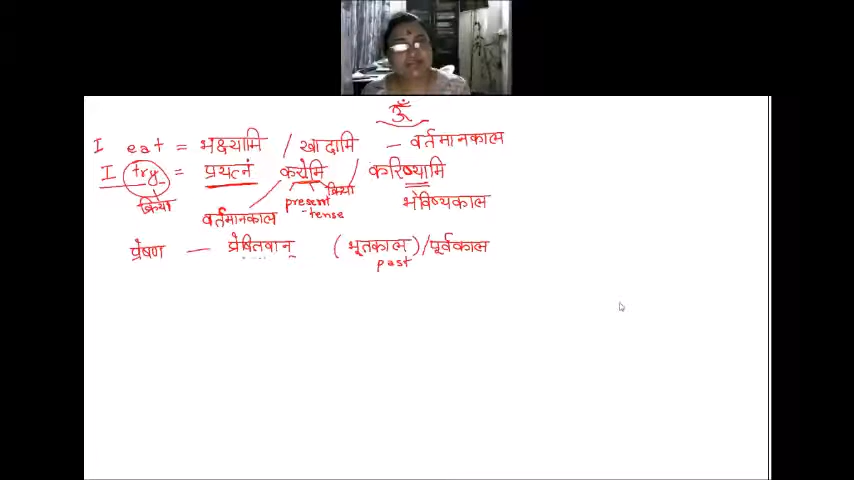 ॐ
I eat = भक्ष्यामि / खादामि – वर्तमानकाल
I try = प्रयत्नं करोमि / करिष्यामि
क्रिया present tense क्रिया भविष्यकाल
वर्तमानकाल
प्रेषण — प्रेषितवान् (भूतकाल) / पूर्वकाल
past